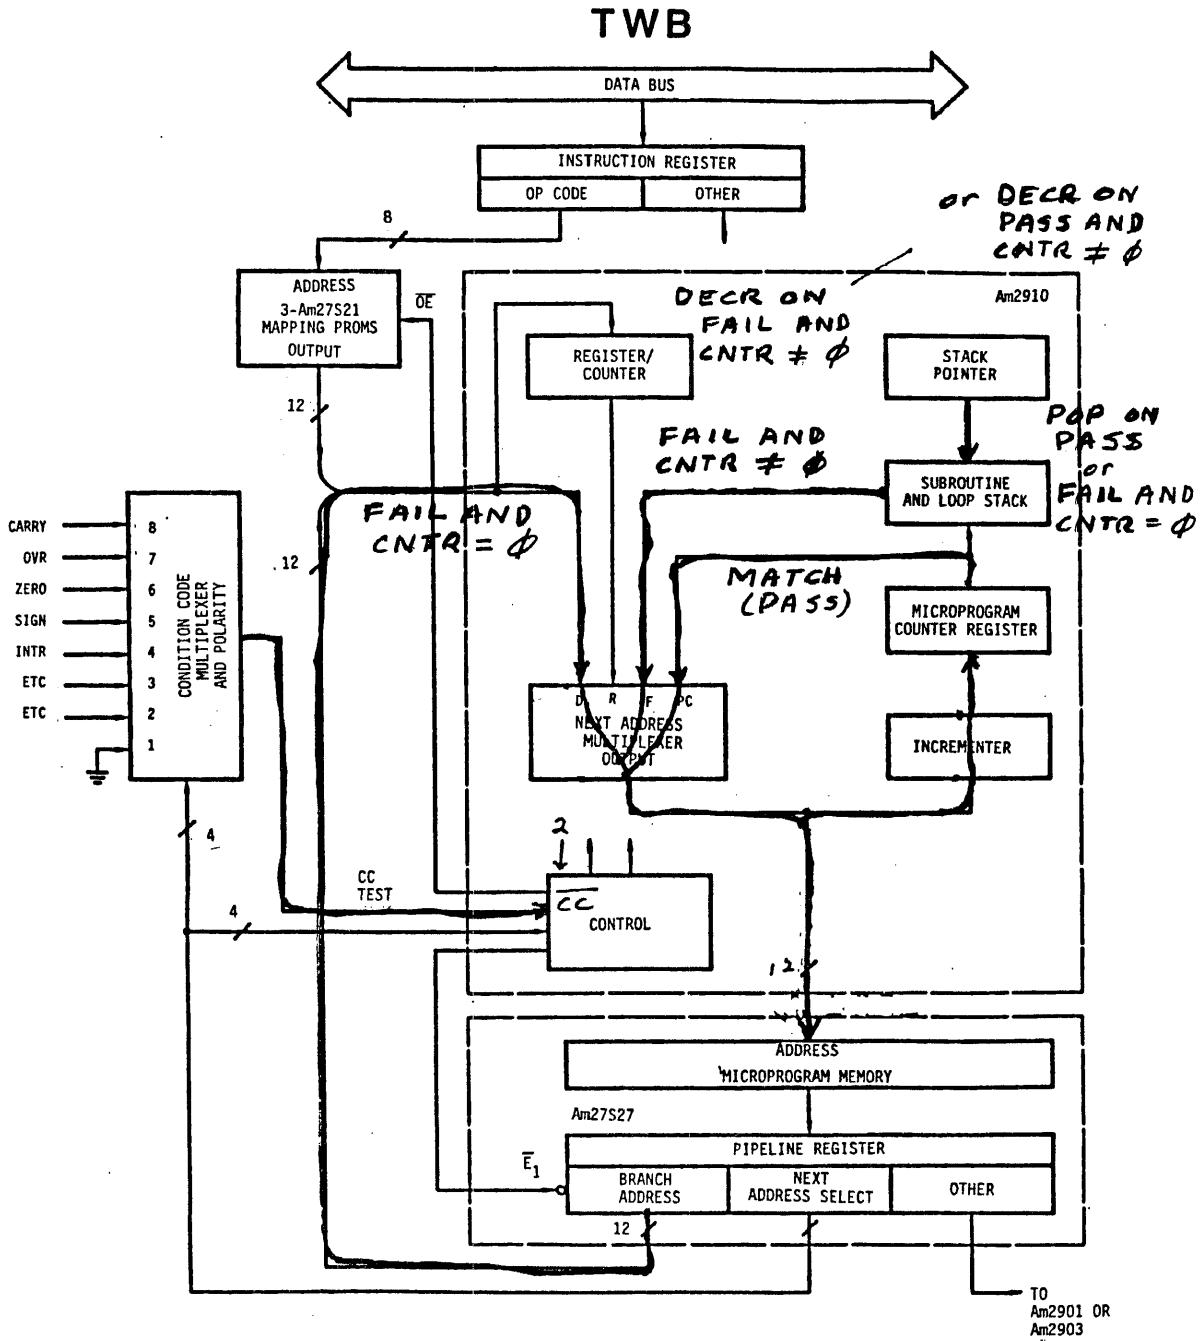 TWB
DATA BUS
INSTRUCTION REGISTER
OP CODE
OTHER
8
or DECR ON
PASS AND
CNTR ≠ φ
ADDRESS
3-Am27S21
MAPPING PROMS
OUTPUT
OE
Am2910
DECR ON
FAIL AND
CNTR ≠ φ
REGISTER/
COUNTER
STACK
POINTER
12
POP ON
PASS
or
FAIL AND
CNTR = φ
FAIL AND
CNTR ≠ φ
SUBROUTINE
AND LOOP STACK
FAIL AND
CNTR = φ
12
MATCH
(PASS)
MICROPROGRAM
COUNTER REGISTER
CARRY
OVR
ZERO
SIGN
INTR
ETC
ETC
8
7
6
5
4
3
2
1
CONDITION CODE
MULTIPLEXER
AND POLARITY
D R F PC
NEXT ADDRESS
MULTIPLEXER
OUTPUT
INCREMENTER
4
2
CC
TEST
CC
CONTROL
4
12
ADDRESS
MICROPROGRAM MEMORY
Am27S27
PIPELINE REGISTER
E1
BRANCH
ADDRESS
NEXT
ADDRESS SELECT
OTHER
12
TO
Am2901 OR
Am2903